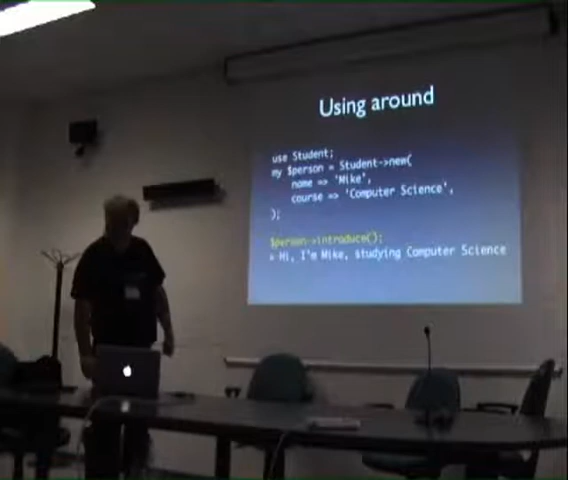 Using around
use Student;
my $person = Student->new(
name => 'Mike',
course => 'Computer Science',
);
$person->introduce();
> Hi, I'm Mike, studying Computer Science